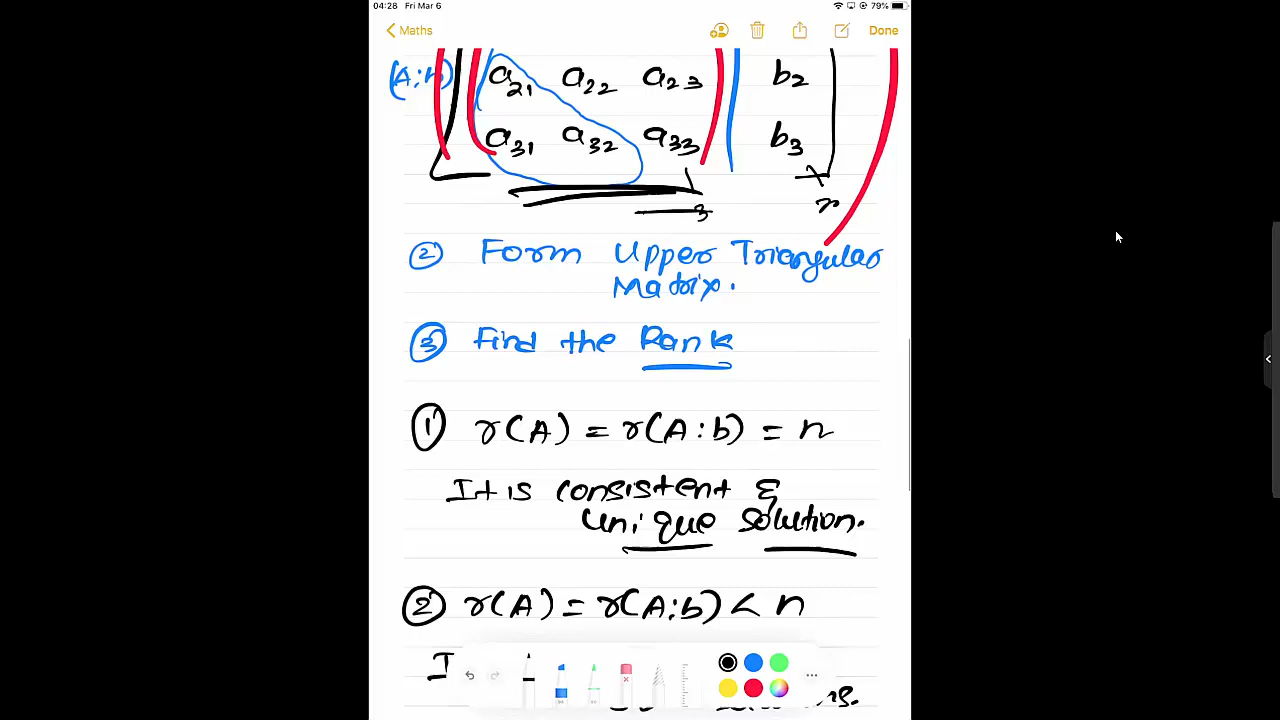 04:28 Fri Mar 6 79%
Maths Done
(A:b) a21 a22 a23 b2
a31 a32 a33 b3
3 n
② Form Upper Triangular
Matrix.
③ Find the Rank
① r(A) = r(A:b) = n
It is consistent &
Unique solution.
② r(A) = r(A:b) < n
I